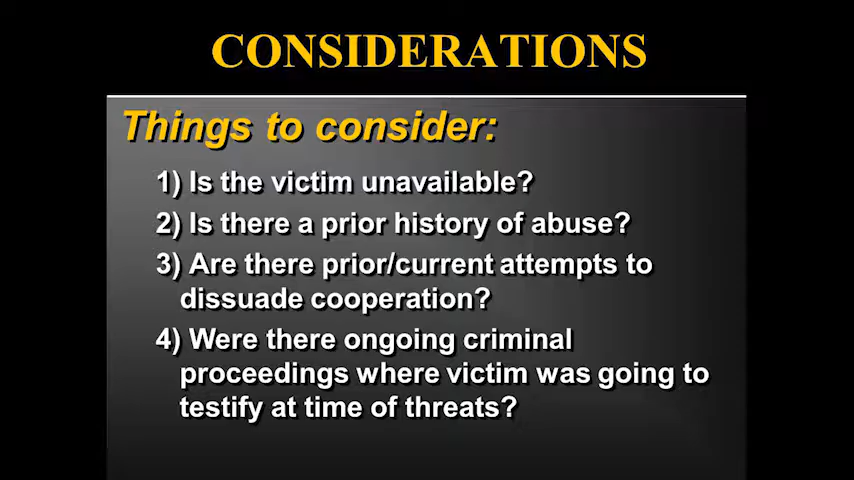 CONSIDERATIONS
Things to consider:
1) Is the victim unavailable?
2) Is there a prior history of abuse?
3) Are there prior/current attempts to
dissuade cooperation?
4) Were there ongoing criminal
proceedings where victim was going to
testify at time of threats?